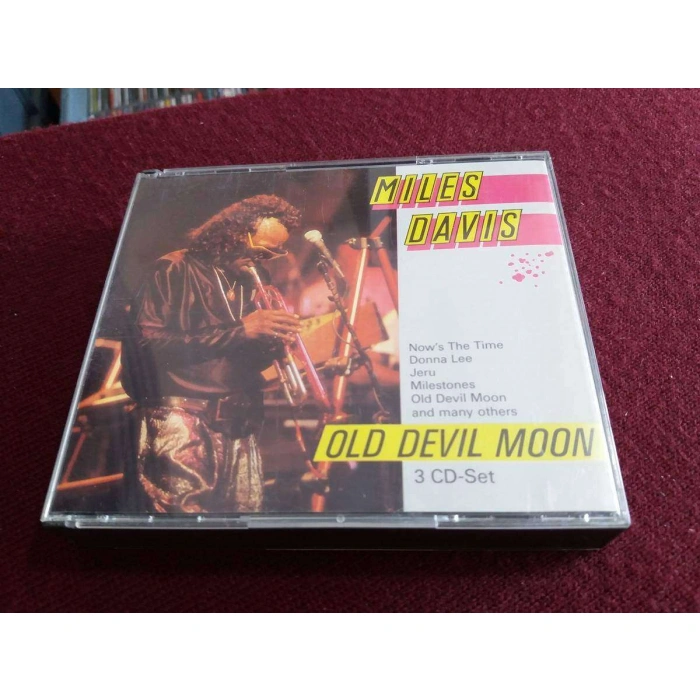 MILES
DAVIS
Now's The Time
Donna Lee
Jeru
Milestones
Old Devil Moon
and many others
OLD DEVIL MOON
3 CD-Set